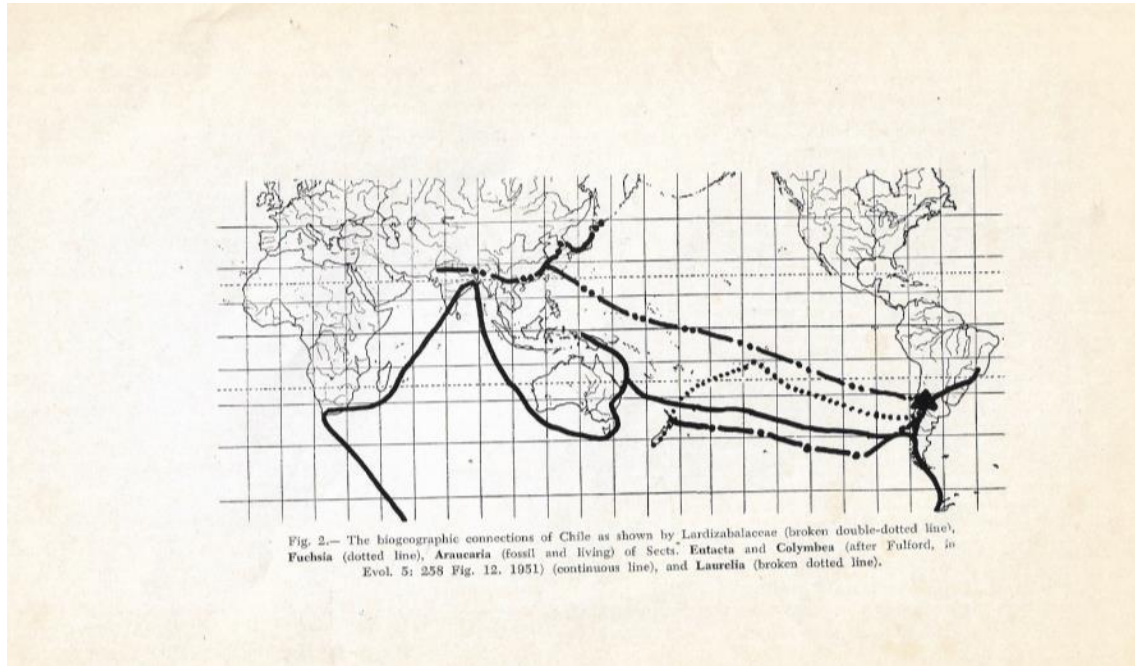 Fig. 2.— The biogeographic connections of Chile as shown by Lardizabalaceae (broken double-dotted line),
Fuchsia (dotted line), Araucaria (fossil and living) of Sects. Eutacta and Colymbea (after Fulford, in
Evol. 5: 258 Fig. 12. 1951) (continuous line), and Laurelia (broken dotted line).